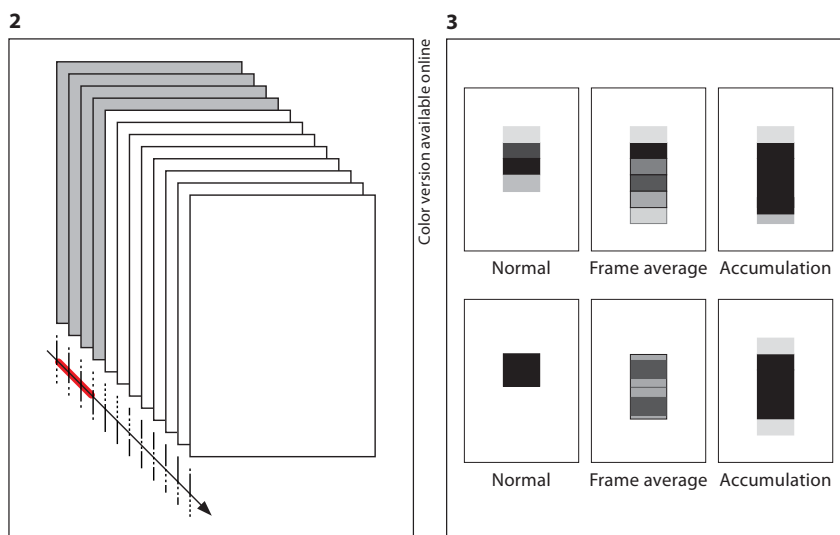 2
Color version available online
3
Normal Frame average Accumulation
Normal Frame average Accumulation